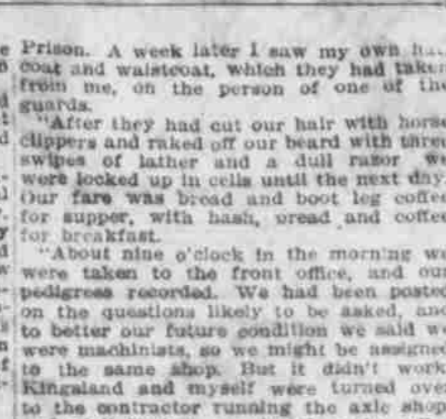 Prison. A week later I saw my own
coat and waistcoat, which they had taken
from me, on the person of one of the
guards.
"After they had cut our hair with horse
clippers and raked off our beard with three
swipes of lather and a dull razor we
were locked up in cells until the next day.
Our fare was bread and boot leg coffee
for supper, with hash, bread and coffee
for breakfast.
"About nine o'clock in the morning we
were taken to the front office, and our
pedigrees recorded. We had been posted
on the questions likely to be asked, and
to better our future condition we said we
were machinists, so we might be assigned
to the same shop. But it didn't work.
Kingsland and myself were turned over
to the contractor running the axle shop